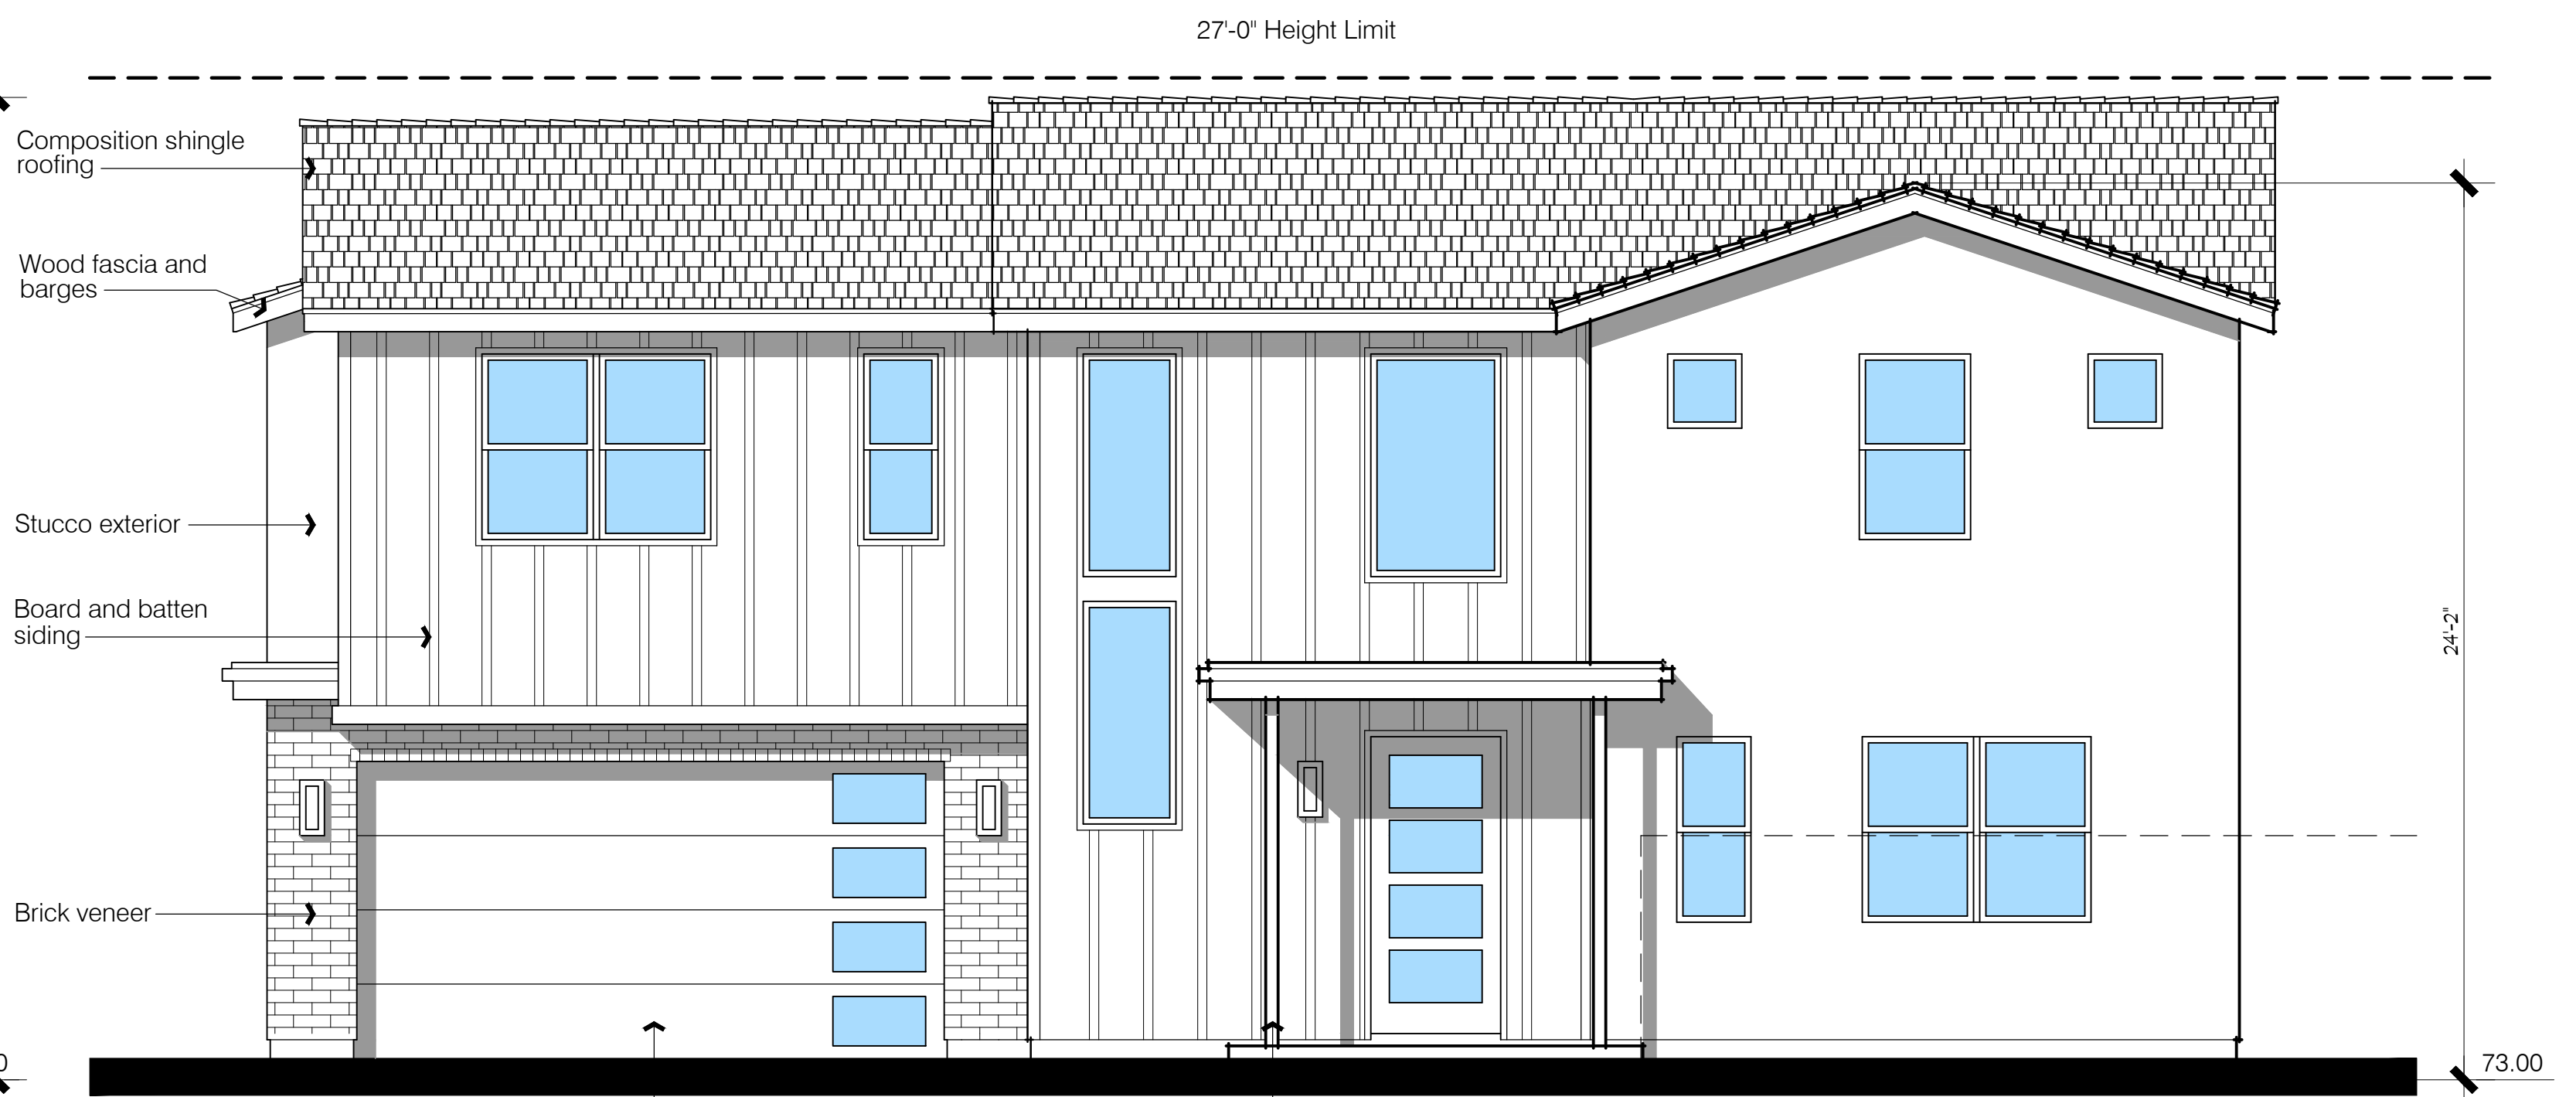 27'-0" Height Limit
Composition shingle
roofing
Wood fascia and
barges
Stucco exterior
Board and batten
siding
24'-2"
Brick veneer
0
73.00